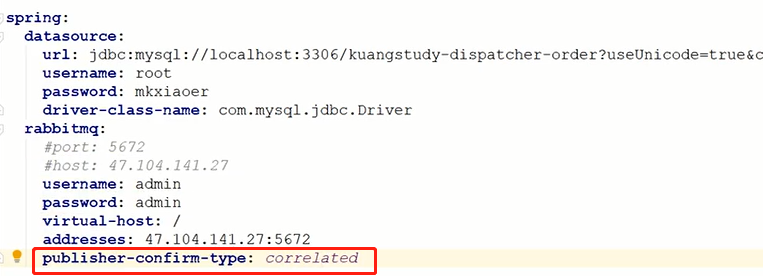 spring:
datasource:
url: jdbc:mysql://localhost:3306/kuangstudy-dispatcher-order?useUnicode=true&c
username: root
password: mkxiaoer
driver-class-name: com.mysql.jdbc.Driver
rabbitmq:
#port: 5672
#host: 47.104.141.27
username: admin
password: admin
virtual-host: /
addresses: 47.104.141.27:5672
publisher-confirm-type: correlated